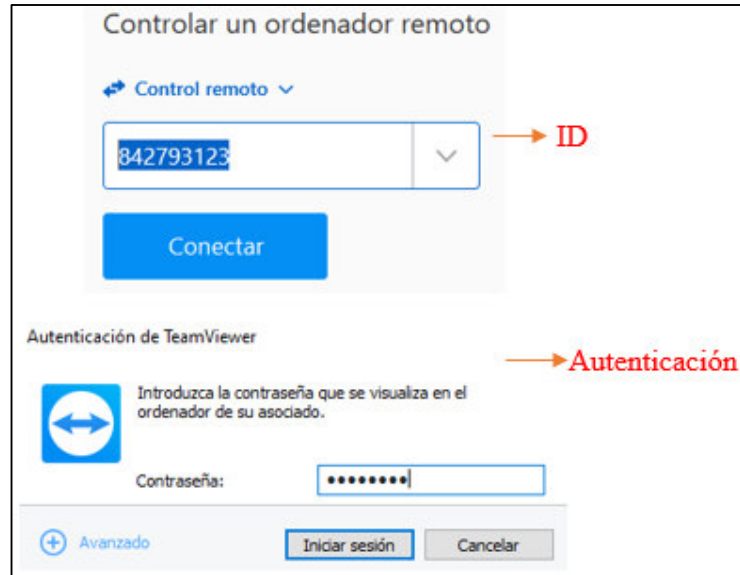 Controlar un ordenador remoto
Control remoto
842793123
ID
Conectar
Autenticación de TeamViewer
Autenticación
Introduzca la contraseña que se visualiza en el
ordenador de su asociado.
Contraseña: ••••••••
Avanzado
Iniciar sesión
Cancelar